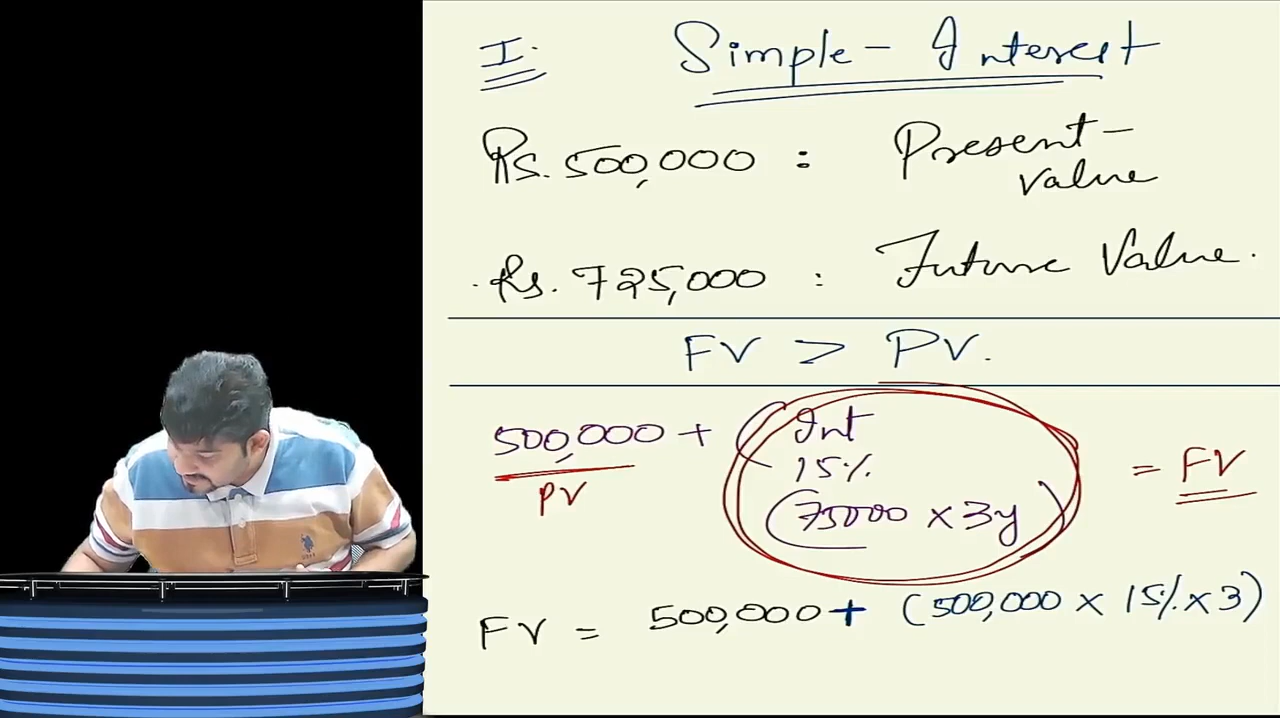 I. Simple-Interest
Rs. 500,000 : Present-
value
Rs. 725,000 : Future Value.
FV > PV.
500,000 + Int
15%
(75000 × 3y)
= FV
PV
FV = 500,000 + (500,000 × 15% × 3)